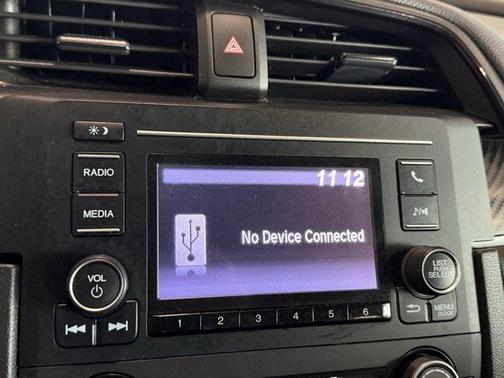 RADIO
MEDIA
VOL
11 12
No Device Connected
LIST
PUSH
SELECT
MENU
CLOCK
1 2 3 4 5 6